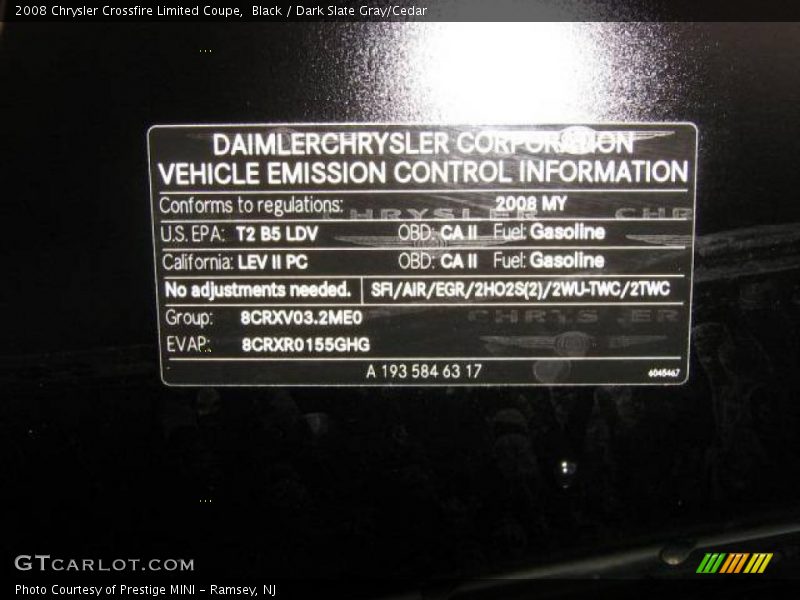 2008 Chrysler Crossfire Limited Coupe,  Black / Dark Slate Gray/Cedar
DAIMLERCHRYSLER CORPORATION
VEHICLE EMISSION CONTROL INFORMATION
Conforms to regulations: 2008 MY
U.S. EPA: T2 B5 LDV OBD: CA II Fuel: Gasoline
California: LEV II PC OBD: CA II Fuel: Gasoline
No adjustments needed. SFI/AIR/EGR/2HO2S(2)/2WU-TWC/2TWC
Group: 8CRXV03.2ME0
EVAP: 8CRXR0155GHG
A 193 584 63 17
GTCARLOT.COM
Photo Courtesy of Prestige MINI - Ramsey, NJ